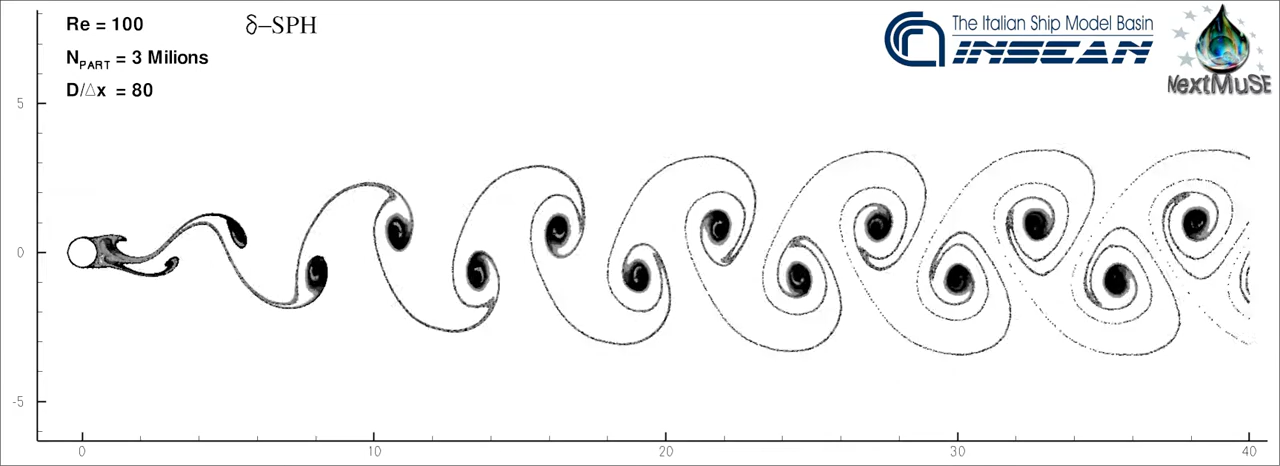 Re = 100
δ–SPH
N_PART = 3 Milions
D/△x = 80
The Italian Ship Model Basin
INSEAN
NextMuSE
5
0
-5
0 10 20 30 40